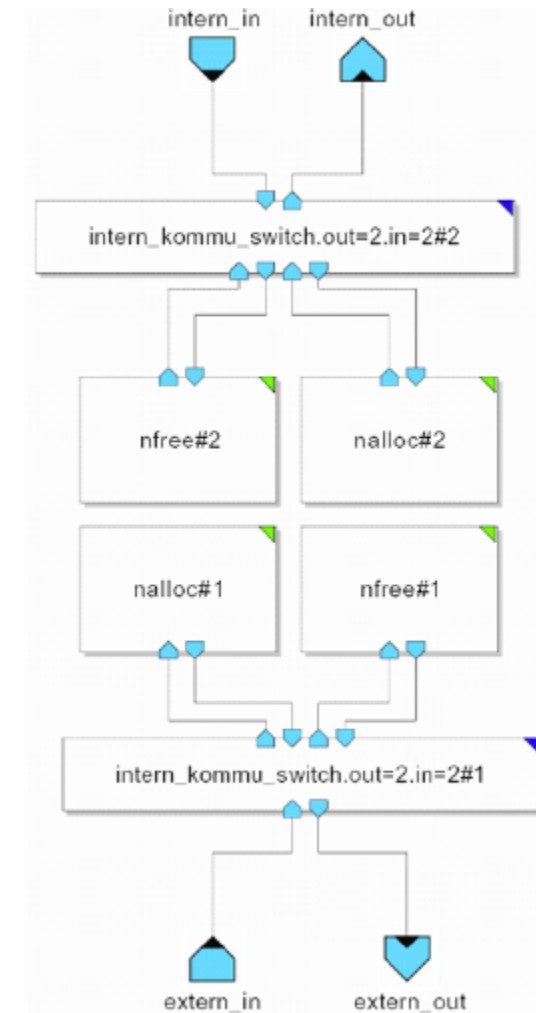 intern_in intern_out
intern_kommu_switch.out=2.in=2#2
nfree#2 nalloc#2
nalloc#1 nfree#1
intern_kommu_switch.out=2.in=2#1
extern_in extern_out